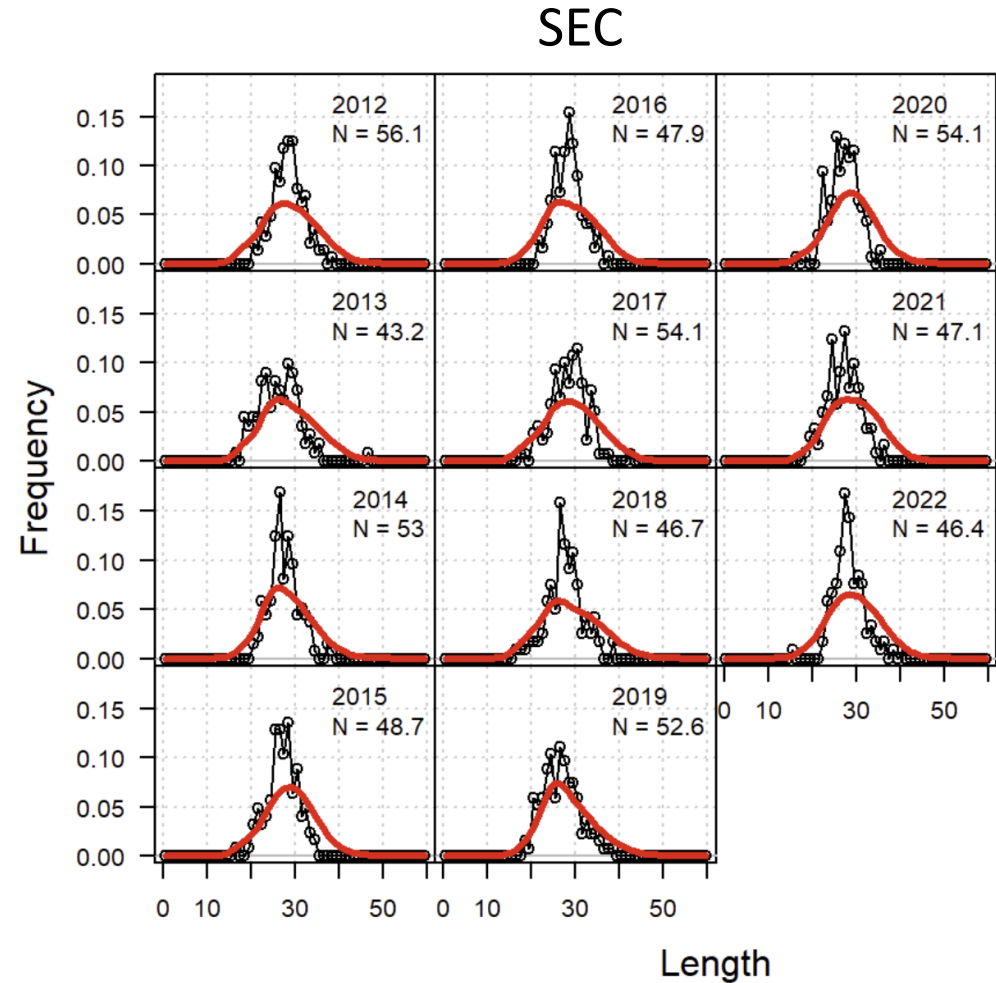 SEC
2012
N = 56.1
2016
N = 47.9
2020
N = 54.1
0.15
0.10
0.05
0.00
2013
N = 43.2
2017
N = 54.1
2021
N = 47.1
0.15
0.10
0.05
0.00
2014
N = 53
2018
N = 46.7
2022
N = 46.4
0.15
0.10
0.05
0.00
2015
N = 48.7
2019
N = 52.6
0.15
0.10
0.05
0.00
0 10 30 50
0 10 30 50
0 10 30 50
Frequency
Length